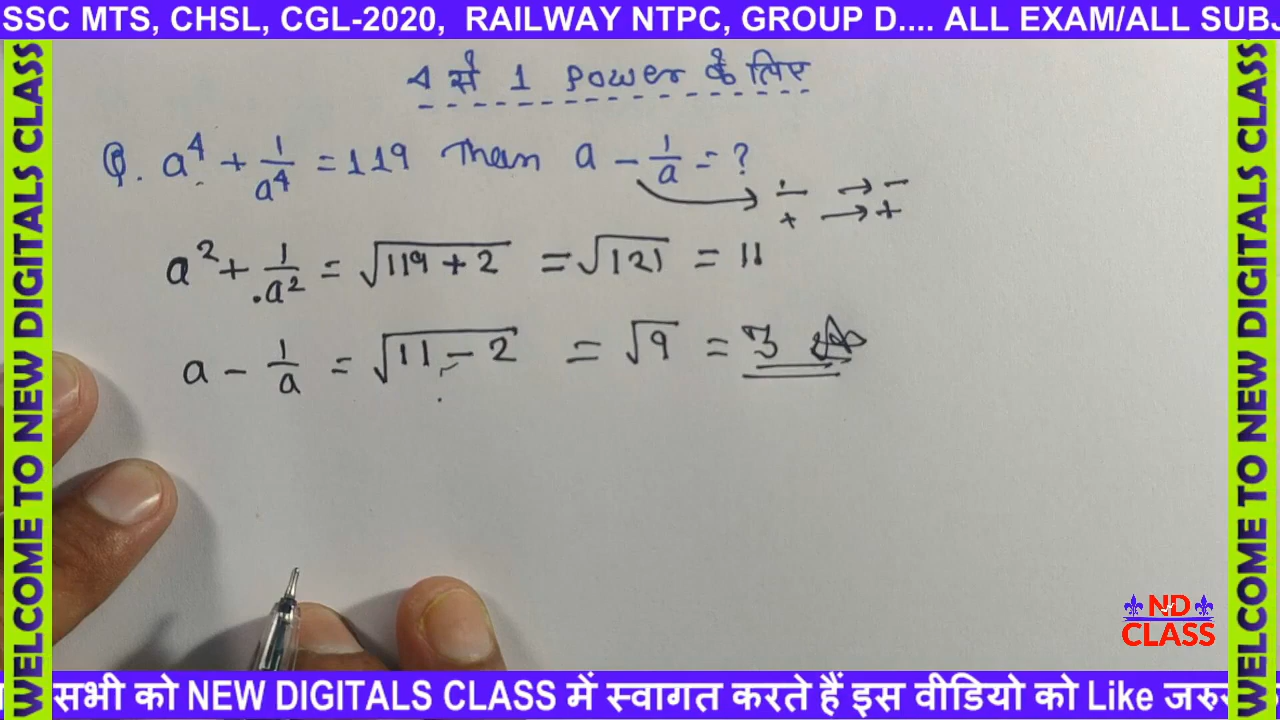 SSC MTS, CHSL, CGL-2020, RAILWAY NTPC, GROUP D.... ALL EXAM/ALL SUBJ
WELCOME TO NEW DIGITALS CLASS
4 से 1 Power के लिए
Q. a⁴ + 1/a⁴ = 119 Than a - 1/a = ?
- → -
+ → +
a² + 1/a² = √119 + 2 = √121 = 11
a - 1/a = √11 - 2 = √9 = 3
ND
CLASS
सभी को NEW DIGITALS CLASS में स्वागत करते हैं इस वीडियो को Like जरु
WELCOME TO NEW DIGITALS CLASS